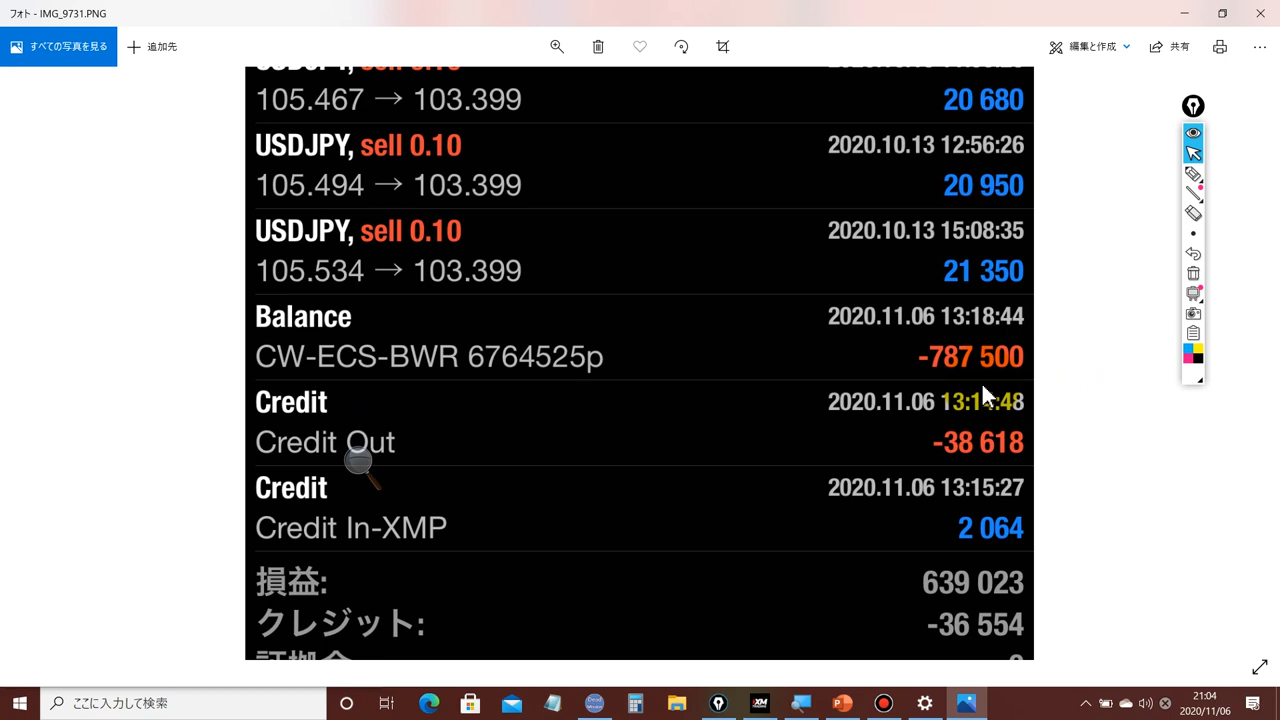 フォト - IMG_9731.PNG
すべての写真を見る
追加先
編集と作成
共有
105.467 → 103.399 20 680
USDJPY, sell 0.10 2020.10.13 12:56:26
105.494 → 103.399 20 950
USDJPY, sell 0.10 2020.10.13 15:08:35
105.534 → 103.399 21 350
Balance 2020.11.06 13:18:44
CW-ECS-BWR 6764525p -787 500
Credit 2020.11.06
Credit Out -38 618
Credit 2020.11.06 13:15:27
Credit In-XMP 2 064
損益: 639 023
クレジット: -36 554
ここに入力して検索
21:04
2020/11/06